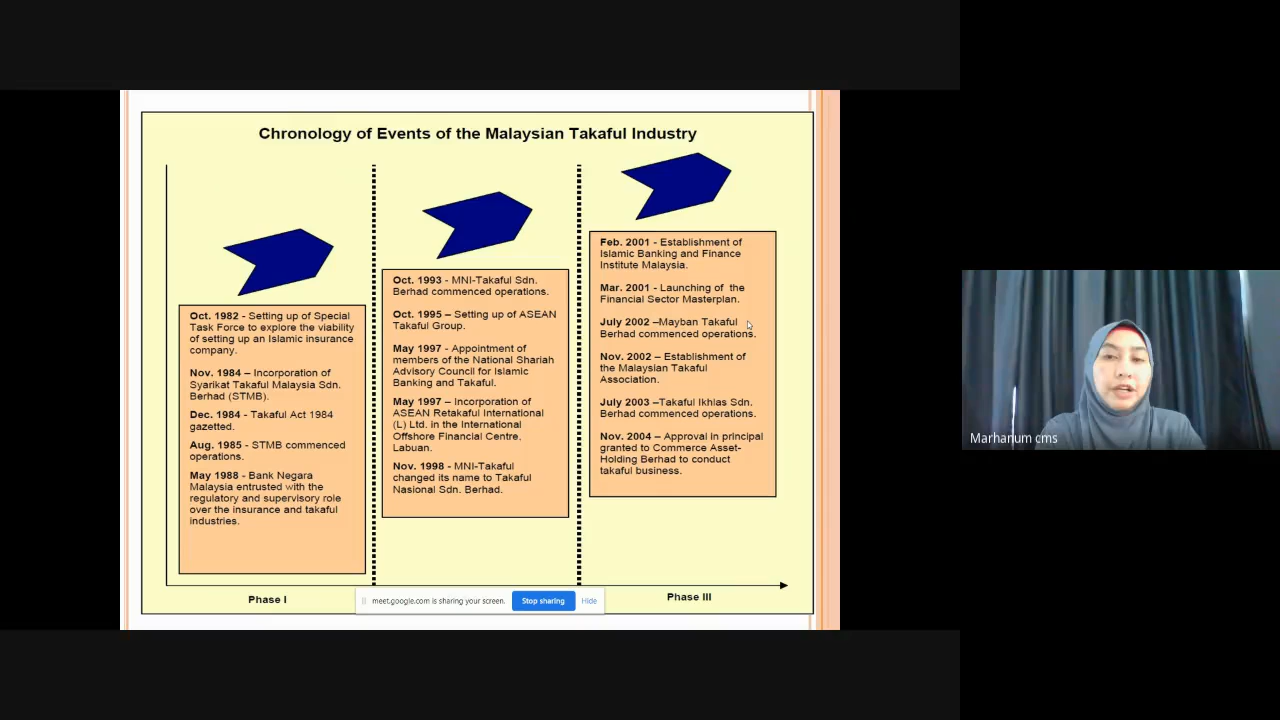 Chronology of Events of the Malaysian Takaful Industry
Oct. 1982 - Setting up of Special
Task Force to explore the viability
of setting up an Islamic insurance
company.
Nov. 1984 – Incorporation of
Syarikat Takaful Malaysia Sdn.
Berhad (STMB).
Dec. 1984 - Takaful Act 1984
gazetted.
Aug. 1985 - STMB commenced
operations.
May 1988 - Bank Negara
Malaysia entrusted with the
regulatory and supervisory role
over the insurance and takaful
industries.
Oct. 1993 - MNI-Takaful Sdn.
Berhad commenced operations.
Oct. 1995 – Setting up of ASEAN
Takaful Group.
May 1997 - Appointment of
members of the National Shariah
Advisory Council for Islamic
Banking and Takaful.
May 1997 – Incorporation of
ASEAN Retakaful International
(L) Ltd. in the International
Offshore Financial Centre,
Labuan.
Nov. 1998 - MNI-Takaful
changed its name to Takaful
Nasional Sdn. Berhad.
Feb. 2001 - Establishment of
Islamic Banking and Finance
Institute Malaysia.
Mar. 2001 - Launching of the
Financial Sector Masterplan.
July 2002 –Mayban Takaful
Berhad commenced operations.
Nov. 2002 – Establishment of
the Malaysian Takaful
Association.
July 2003 –Takaful Ikhlas Sdn.
Berhad commenced operations.
Nov. 2004 – Approval in principal
granted to Commerce Asset-
Holding Berhad to conduct
takaful business.
Phase I
Phase III
meet.google.com is sharing your screen.
Stop sharing
Hide
Marhanum cms